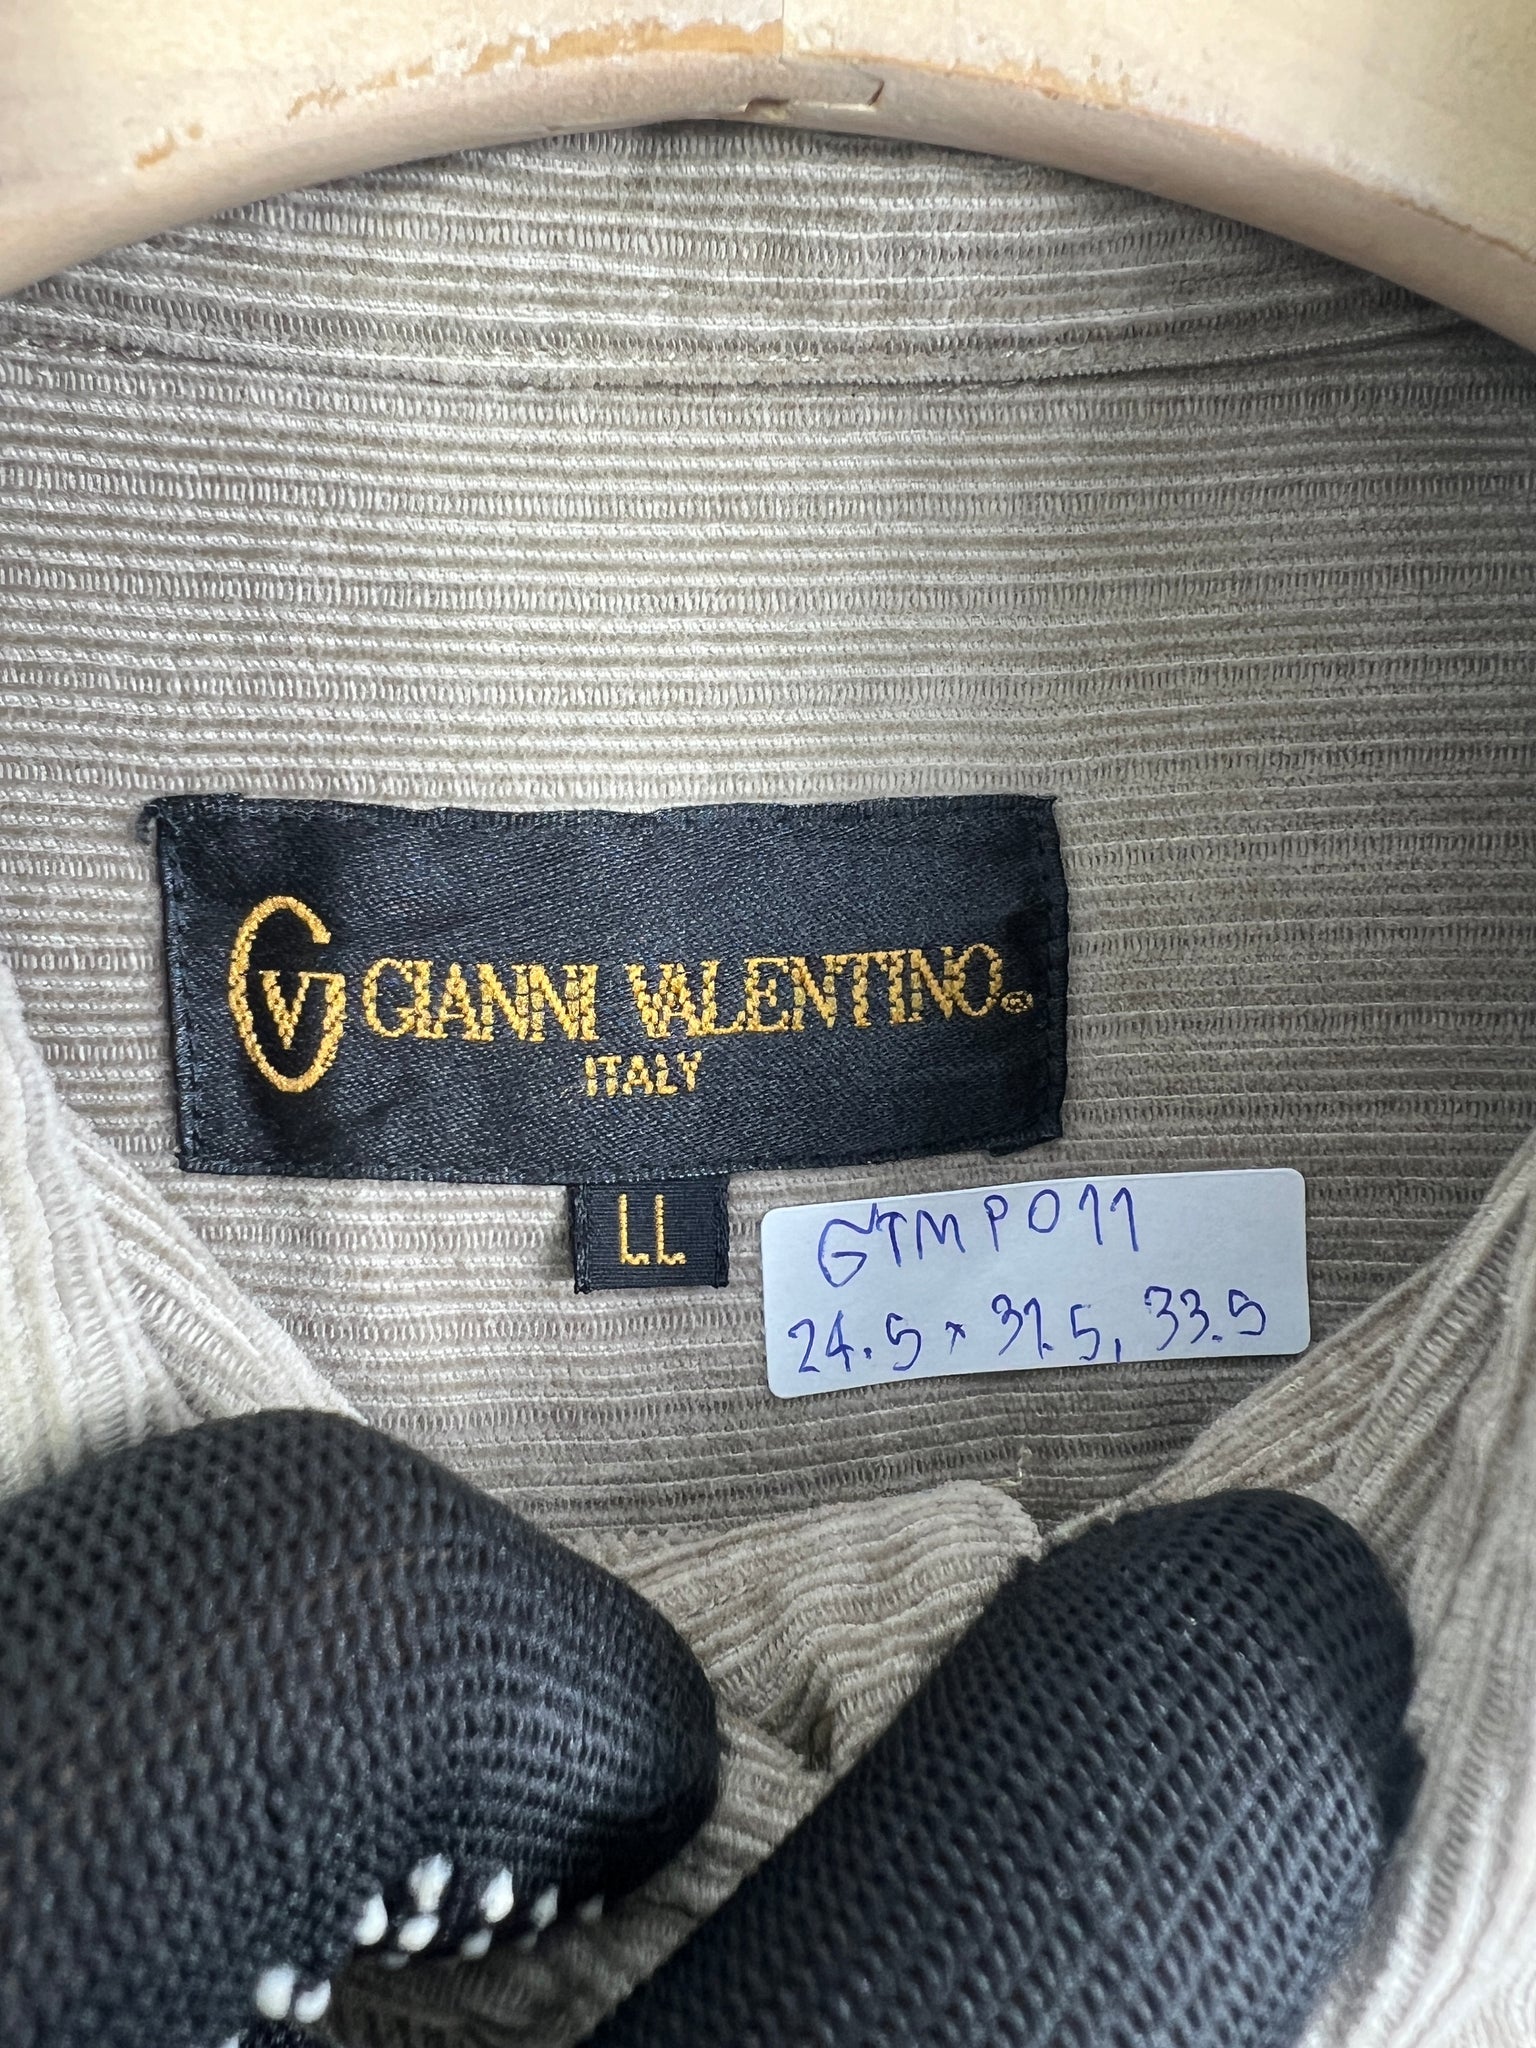 GV GIANNI VALENTINO®
ITALY
LL
GTMP011
24.5 x 31.5, 33.5